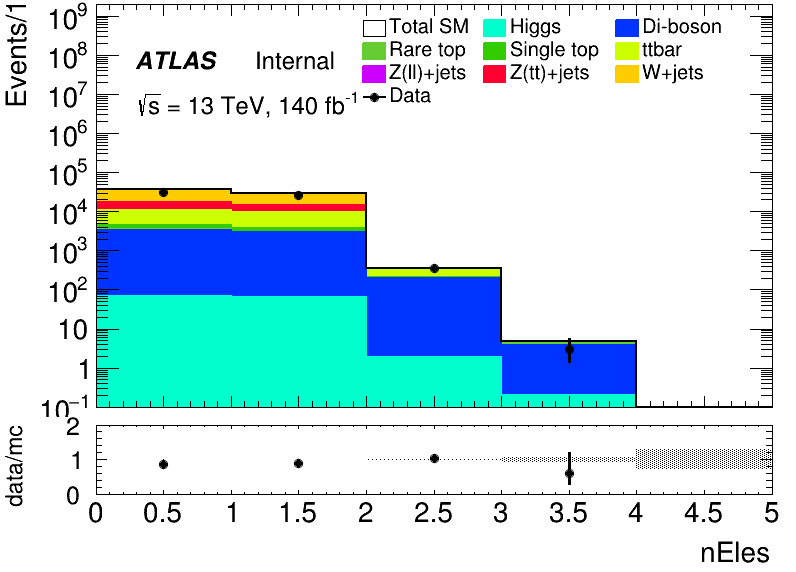 Events/1
10⁹
10⁸
10⁷
10⁶
10⁵
10⁴
10³
10²
10
1
10⁻¹
ATLAS Internal
√s = 13 TeV, 140 fb⁻¹
Total SM Higgs Di-boson
Rare top Single top ttbar
Z(ll)+jets Z(tt)+jets W+jets
Data
data/mc
2
1
0
0 0.5 1 1.5 2 2.5 3 3.5 4 4.5 5
nEles